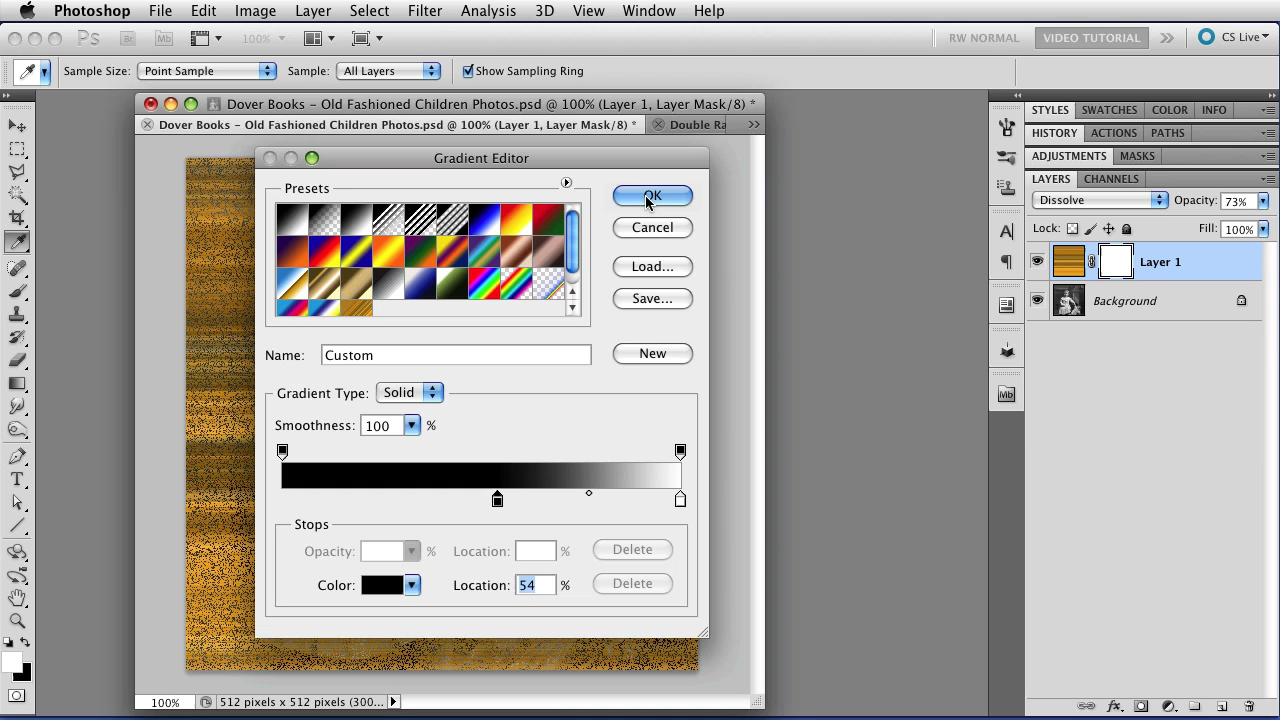 Photoshop File Edit Image Layer Select Filter Analysis 3D View Window Help
Ps Br Mb 100% RW NORMAL VIDEO TUTORIAL CS Live
Sample Size: Point Sample Sample: All Layers Show Sampling Ring
Dover Books – Old Fashioned Children Photos.psd @ 100% (Layer 1, Layer Mask/8) *
Dover Books – Old Fashioned Children Photos.psd @ 100% (Layer 1, Layer Mask/8) * Double Ra
Gradient Editor
Presets
OK
Cancel
Load...
Save...
Name: Custom
New
Gradient Type: Solid
Smoothness: 100 %
Stops
Opacity: % Location: % Delete
Color: Location: 54 % Delete
100% 512 pixels x 512 pixels (300...
STYLES SWATCHES COLOR INFO
HISTORY ACTIONS PATHS
ADJUSTMENTS MASKS
LAYERS CHANNELS
Dissolve Opacity: 73%
Lock: Fill: 100%
Layer 1
Background
A
Mb
T
fx